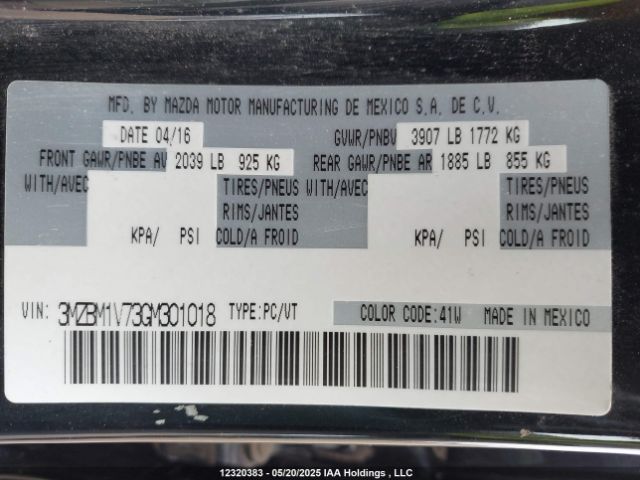 MFD. BY MAZDA MOTOR MANUFACTURING DE MEXICO S.A. DE C.V.
DATE 04/16 GVWR/PNBV 3907 LB 1772 KG
FRONT GAWR/PNBE AV 2039 LB 925 KG REAR GAWR/PNBE AR 1885 LB 855 KG
WITH/AVEC TIRES/PNEUS WITH/AVEC TIRES/PNEUS
RIMS/JANTES RIMS/JANTES
KPA/ PSI COLD/A FROID KPA/ PSI COLD/A FROID
VIN: 3MZBM1V73GM301018 TYPE:PC/VT COLOR CODE:41W MADE IN MEXICO
12320383 - 05/20/2025 IAA Holdings , LLC